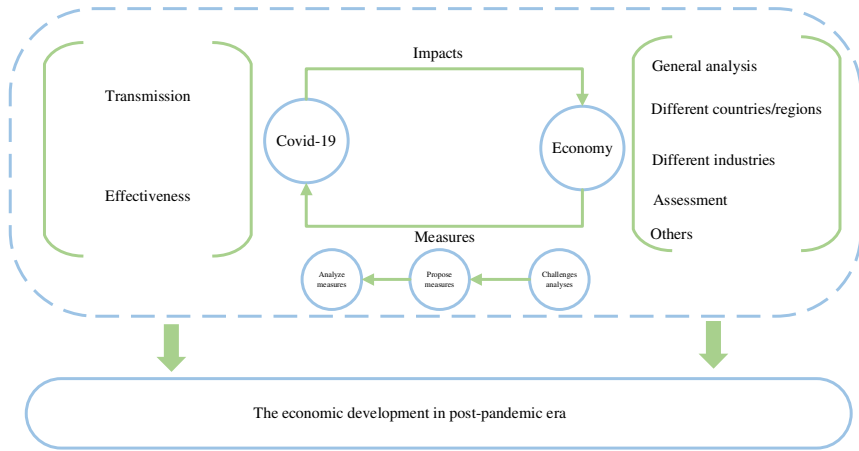 Transmission
Effectiveness
Impacts
Covid-19
Economy
Measures
Analyze
measures
Propose
measures
Challenges
analyses
General analysis
Different countries/regions
Different industries
Assessment
Others
The economic development in post-pandemic era